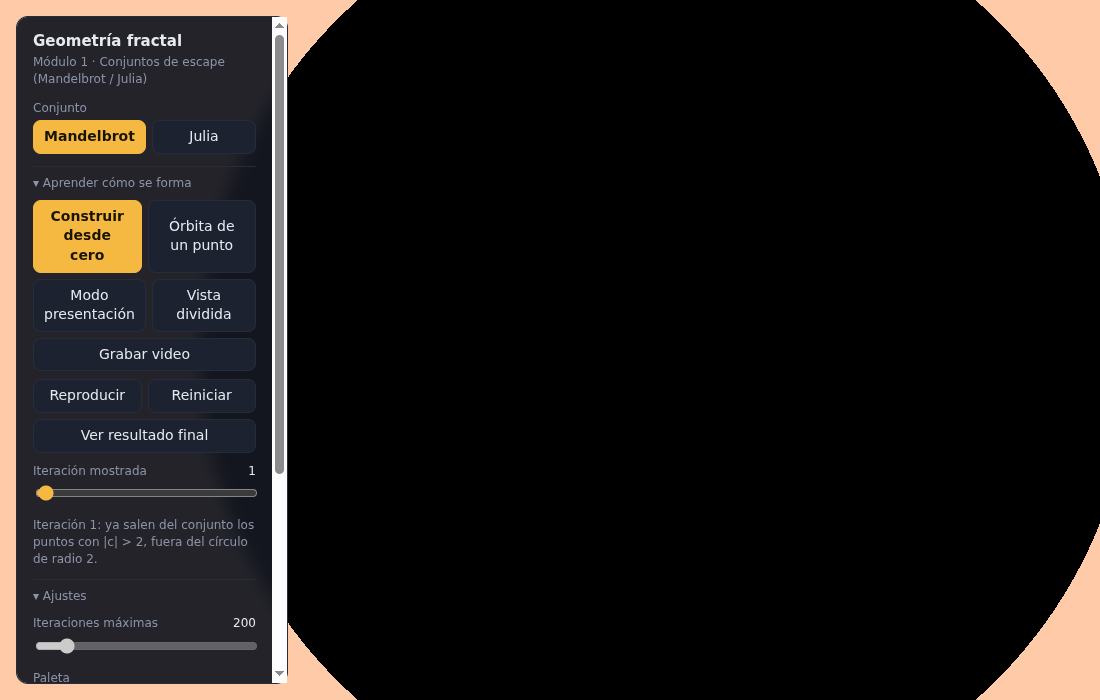 Geometría fractal
Módulo 1 · Conjuntos de escape
(Mandelbrot / Julia)
Conjunto
Mandelbrot
Julia
▾ Aprender cómo se forma
Construir
desde
cero
Órbita de
un punto
Modo
presentación
Vista
dividida
Grabar video
Reproducir
Reiniciar
Ver resultado final
Iteración mostrada 1
Iteración 1: ya salen del conjunto los
puntos con |c| > 2, fuera del círculo
de radio 2.
▾ Ajustes
Iteraciones máximas 200
Paleta